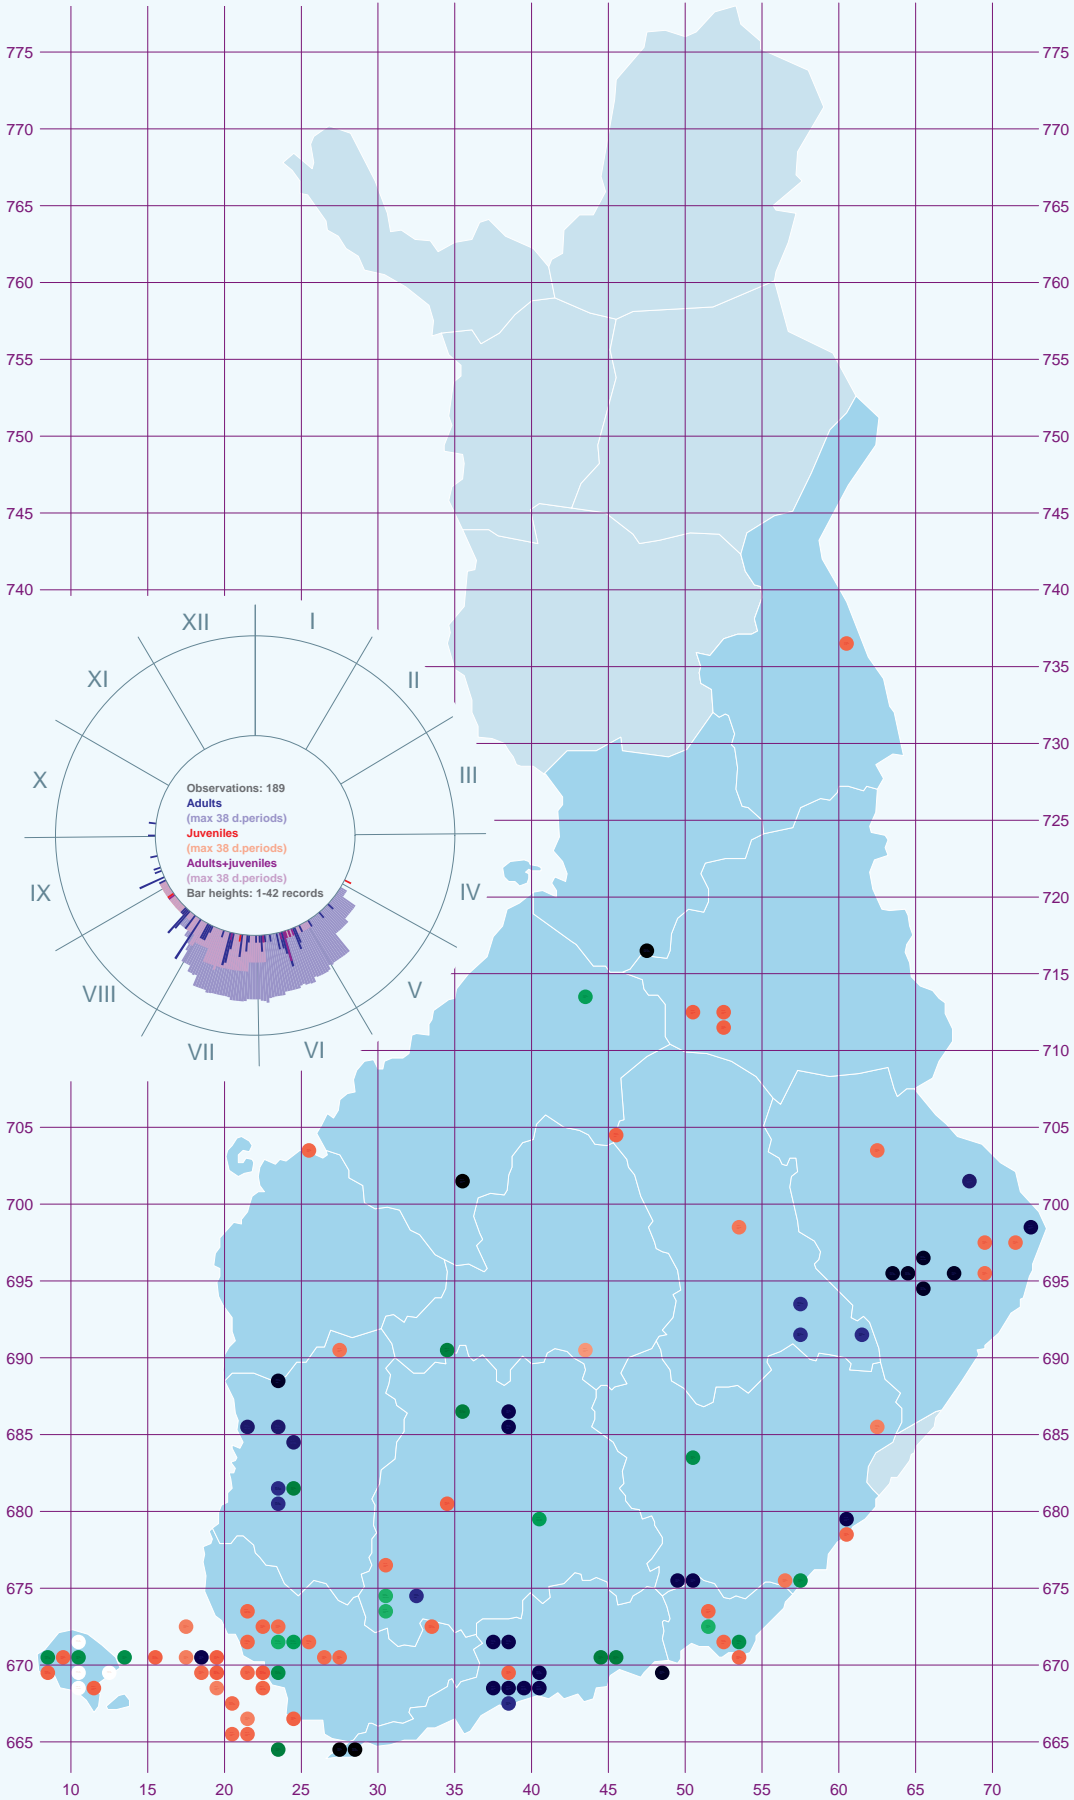 775 775
770 770
765 765
760 760
755 755
750 750
745 745
740 740
XII I
735
XI II
730
X III
Observations: 189
Adults
(max 38 d.periods)
725
Juveniles
(max 38 d.periods)
Adults+juveniles
(max 38 d.periods)
Bar heights: 1-42 records
IX IV
720
VIII V
715
VII VI
710
705 705
700 700
695 695
690 690
685 685
680 680
675 675
670 670
665 665
10 15 20 25 30 35 40 45 50 55 60 65 70